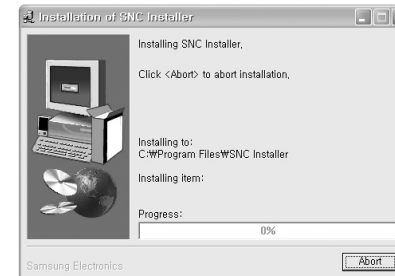 Installation of SNC Installer
Installing SNC Installer,
Click <Abort> to abort installation,
Installing to:
C:₩Program Files₩SNC Installer
Installing item:
Progress:
0%
Samsung Electronics
Abort